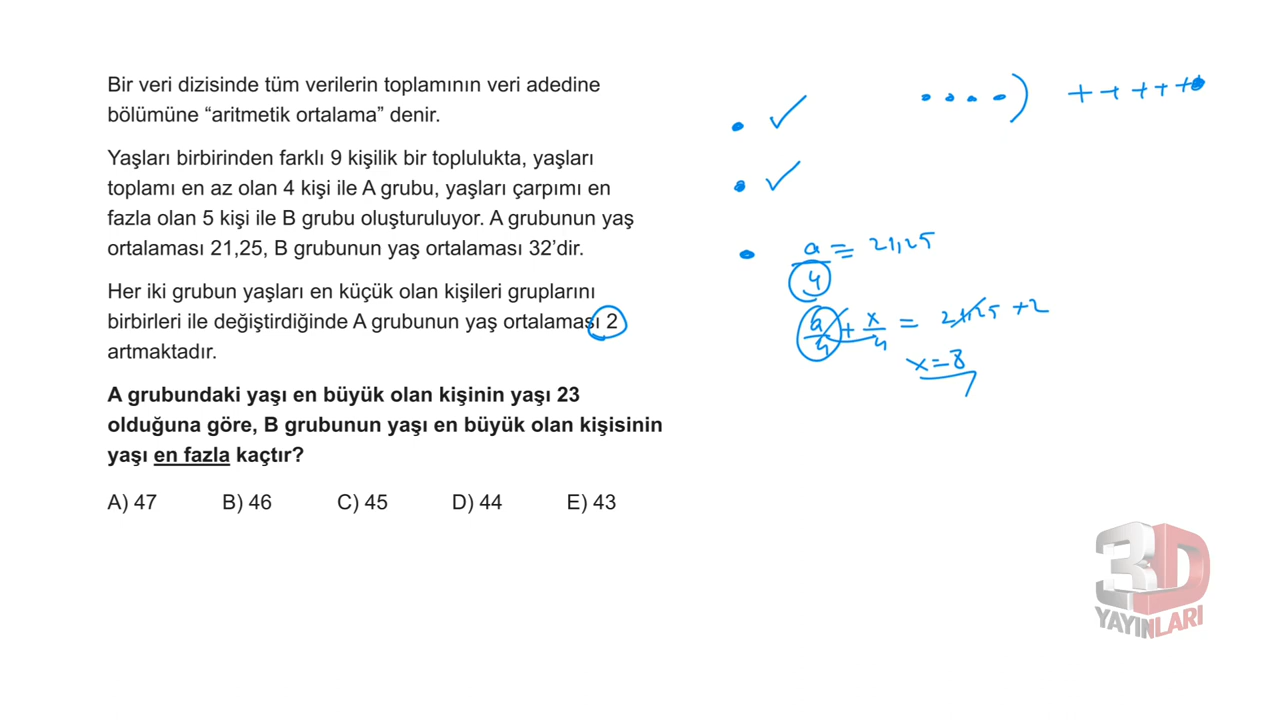 Bir veri dizisinde tüm verilerin toplamının veri adedine
bölümüne “aritmetik ortalama” denir.
Yaşları birbirinden farklı 9 kişilik bir toplulukta, yaşları
toplamı en az olan 4 kişi ile A grubu, yaşları çarpımı en
fazla olan 5 kişi ile B grubu oluşturuluyor. A grubunun yaş
ortalaması 21,25, B grubunun yaş ortalaması 32’dir.
Her iki grubun yaşları en küçük olan kişileri gruplarını
birbirleri ile değiştirdiğinde A grubunun yaş ortalaması 2
artmaktadır.
A grubundaki yaşı en büyük olan kişinin yaşı 23
olduğuna göre, B grubunun yaşı en büyük olan kişisinin
yaşı en fazla kaçtır?
A) 47 B) 46 C) 45 D) 44 E) 43
a/4 = 21,25
a/4 + x/4 = 21,25 + 2
x = 8
3D
YAYINLARI